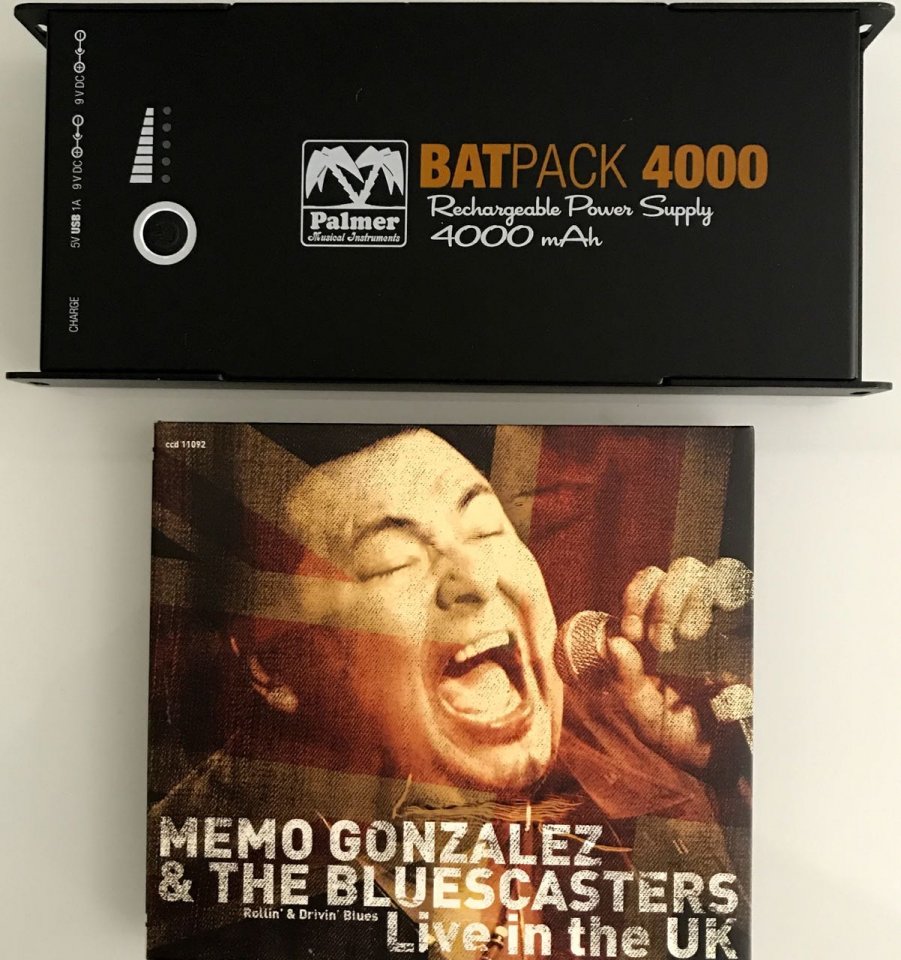 9 V DC
5V USB 1A 9 V DC
CHARGE
Palmer
Musical Instruments
BATPACK 4000
Rechargeable Power Supply
4000 mAh
ccd 11092
MEMO GONZALEZ
& THE BLUESCASTERS
Rollin' & Drivin' Blues
Live in the UK